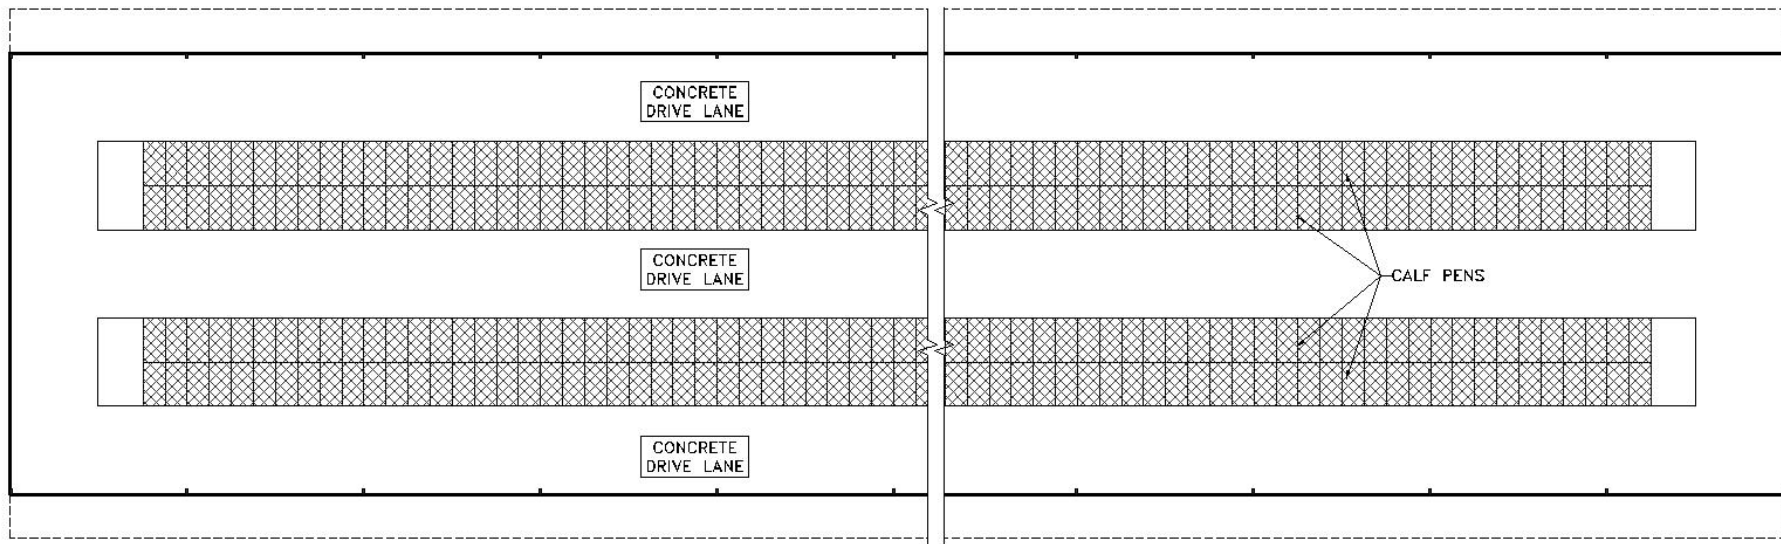 CONCRETE
DRIVE LANE
CONCRETE
DRIVE LANE
CALF PENS
CONCRETE
DRIVE LANE